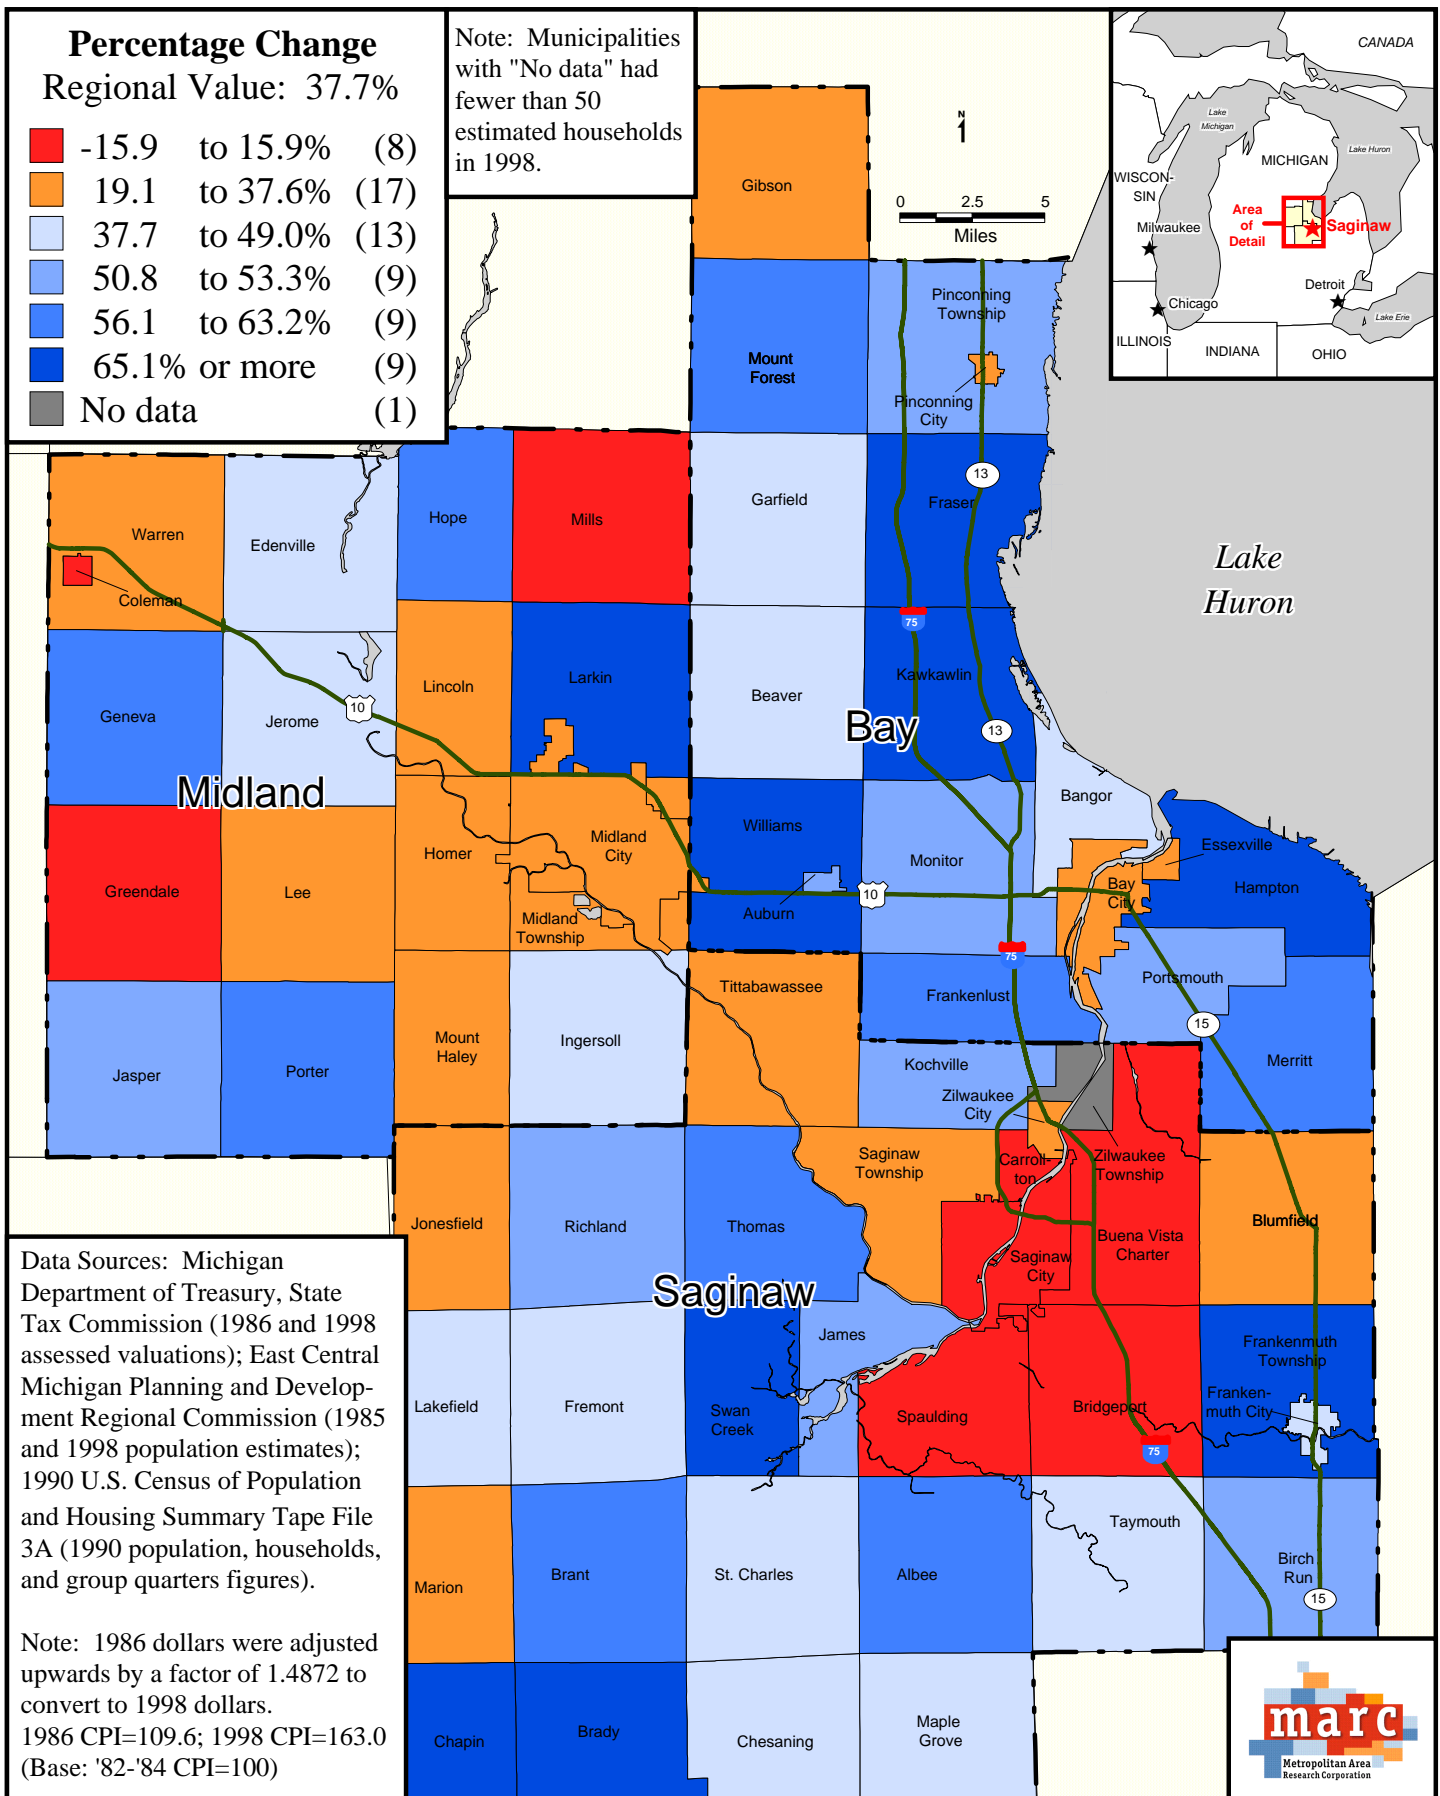 Percentage Change
Regional Value: 37.7%
-15.9 to 15.9% (8)
19.1 to 37.6% (17)
37.7 to 49.0% (13)
50.8 to 53.3% (9)
56.1 to 63.2% (9)
65.1% or more (9)
No data (1)
Note: Municipalities
with "No data" had
fewer than 50
estimated households
in 1998.
N
0 2.5 5
Miles
CANADA
Lake
Michigan
Lake Huron
MICHIGAN
WISCON-
SIN
Area
of
Detail
Saginaw
Milwaukee
Detroit
Chicago
Lake Erie
ILLINOIS
INDIANA
OHIO
Gibson
Pinconning
Township
Mount
Forest
Pinconning
City
13
Garfield
Fraser
Hope
Mills
Warren
Edenville
Coleman
Lake
Huron
75
Kawkawlin
Beaver
Larkin
Lincoln
Geneva
Jerome
10
Bay
13
Midland
Bangor
Williams
Midland
City
Homer
Monitor
Essexville
Hampton
Bay
City
Greendale
Lee
10
Auburn
Midland
Township
75
Portsmouth
Tittabawassee
Frankenlust
15
Mount
Haley
Ingersoll
Merritt
Jasper
Porter
Kochville
Zilwaukee
City
Saginaw
Township
Carroll-
ton
Zilwaukee
Township
Jonesfield
Richland
Thomas
Buena Vista
Charter
Blumfield
Saginaw
City
Saginaw
James
Frankenmuth
Township
Lakefield
Fremont
Swan
Creek
Spaulding
Bridgeport
Franken-
muth City
75
Taymouth
Birch
Run
Marion
Brant
St. Charles
Albee
15
Chapin
Brady
Chesaning
Maple
Grove
Data Sources: Michigan
Department of Treasury, State
Tax Commission (1986 and 1998
assessed valuations); East Central
Michigan Planning and Develop-
ment Regional Commission (1985
and 1998 population estimates);
1990 U.S. Census of Population
and Housing Summary Tape File
3A (1990 population, households,
and group quarters figures).
Note: 1986 dollars were adjusted
upwards by a factor of 1.4872 to
convert to 1998 dollars.
1986 CPI=109.6; 1998 CPI=163.0
(Base: '82-'84 CPI=100)
marc
Metropolitan Area
Research Corporation